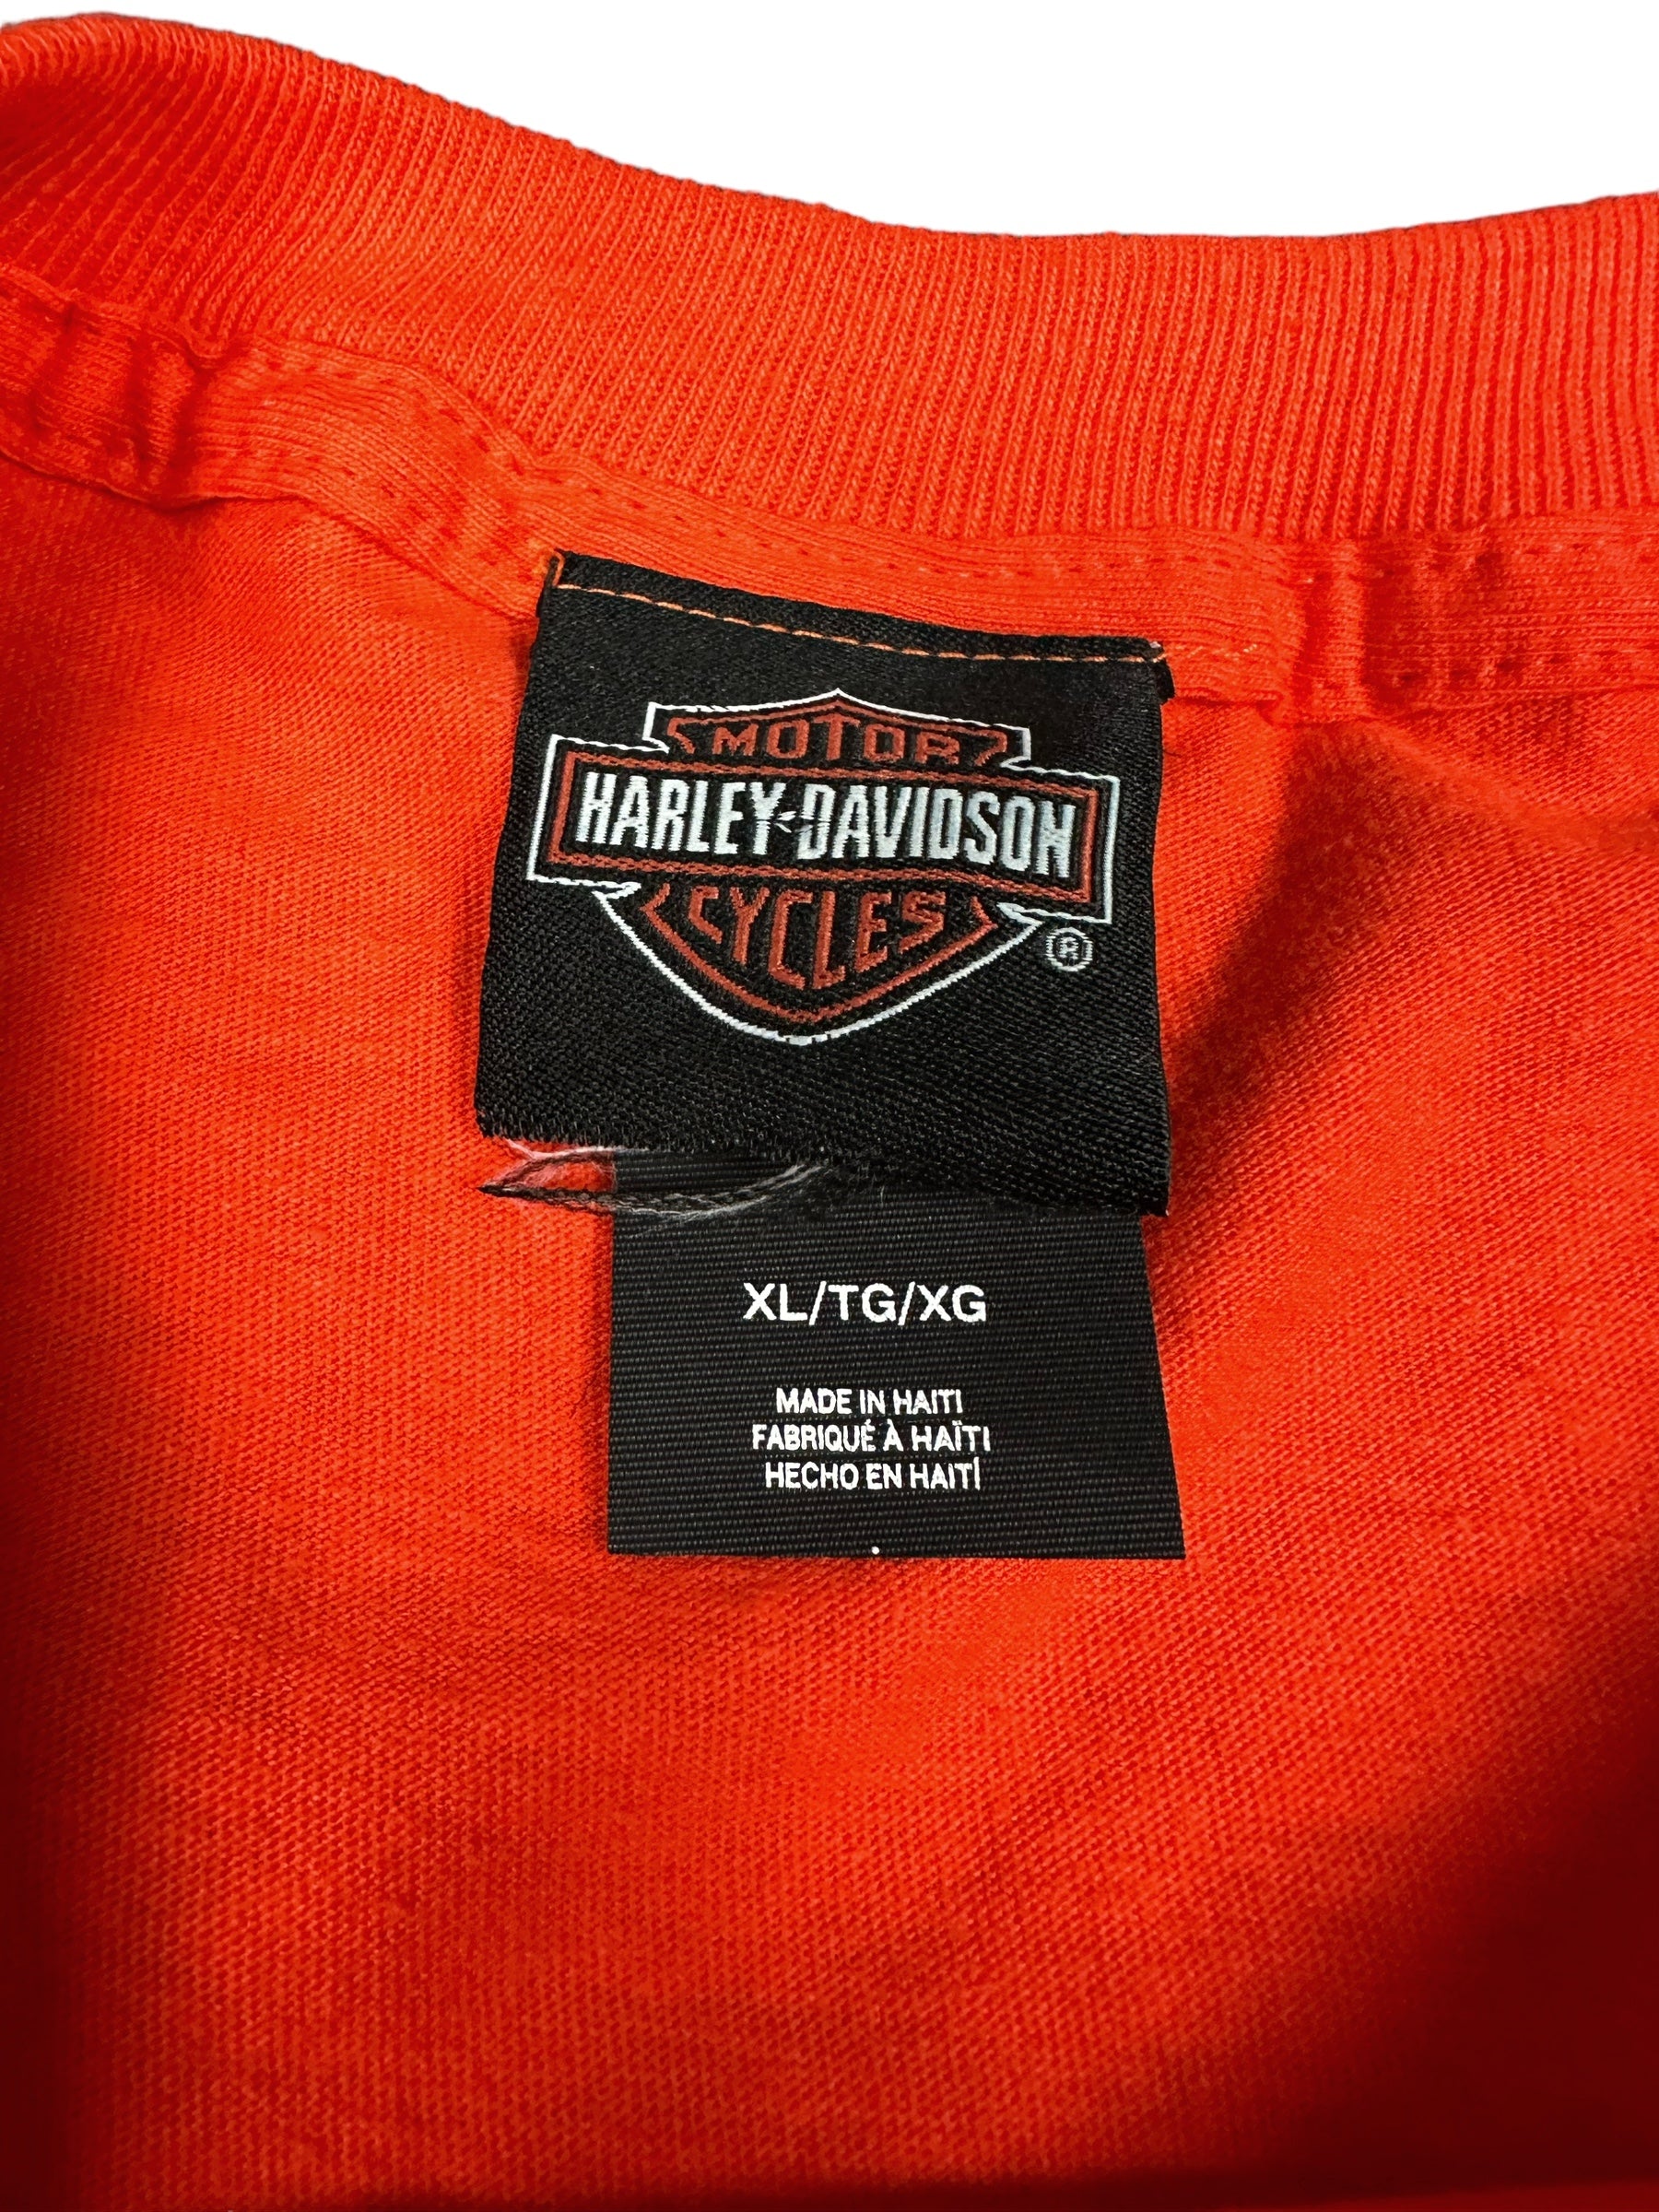 MOTOR
HARLEY-DAVIDSON
CYCLES
®
XL/TG/XG
MADE IN HAITI
FABRIQUÉ À HAÏTI
HECHO EN HAITÍ